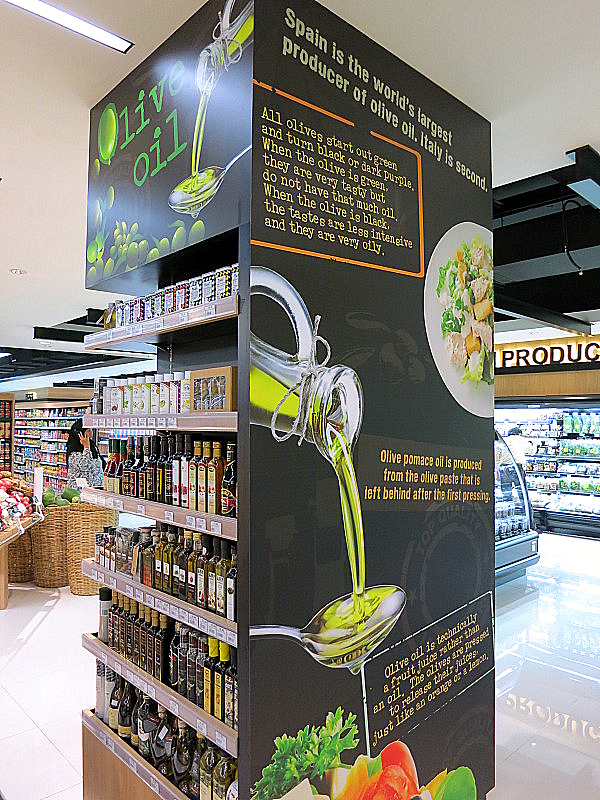 Olive
oil
Spain is the world's largest
producer of olive oil. Italy is second.
All olives start out green
and turn black or dark purple.
When the olive is green,
they are very tasty but
do not have that much oil.
When the olive is black,
the tastes are less intensive
and they are very oily.
PRODUC
Olive pomace oil is produced
from the olive paste that is
left behind after the first pressing.
TOP QUALITY
Olive oil is technically
a fruit juice rather than
an oil. The olives are pressed
to release their juices,
just like an orange or a lemon.